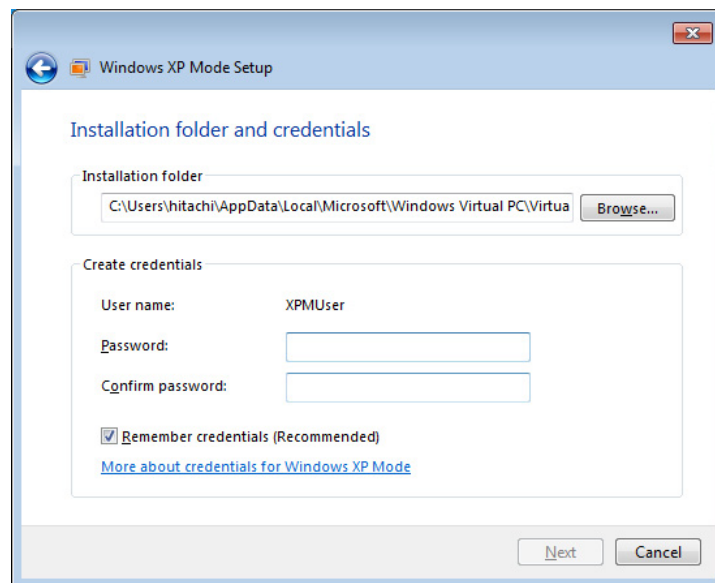 Windows XP Mode Setup
Installation folder and credentials
Installation folder
C:\Users\hitachi\AppData\Local\Microsoft\Windows Virtual PC\Virtua
Browse...
Create credentials
User name: XPMUser
Password:
Confirm password:
Remember credentials (Recommended)
More about credentials for Windows XP Mode
Next Cancel